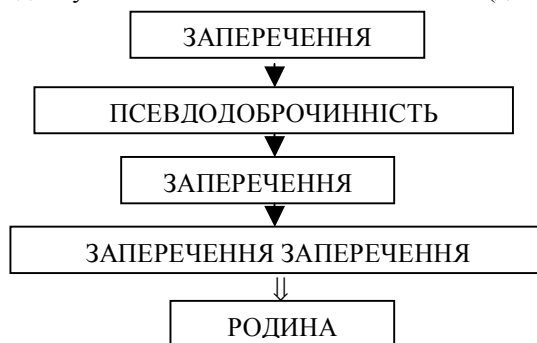 ЗАПЕРЕЧЕННЯ
ПСЕВДОДОБРОЧИННІСТЬ
ЗАПЕРЕЧЕННЯ
ЗАПЕРЕЧЕННЯ ЗАПЕРЕЧЕННЯ
⇓
РОДИНА